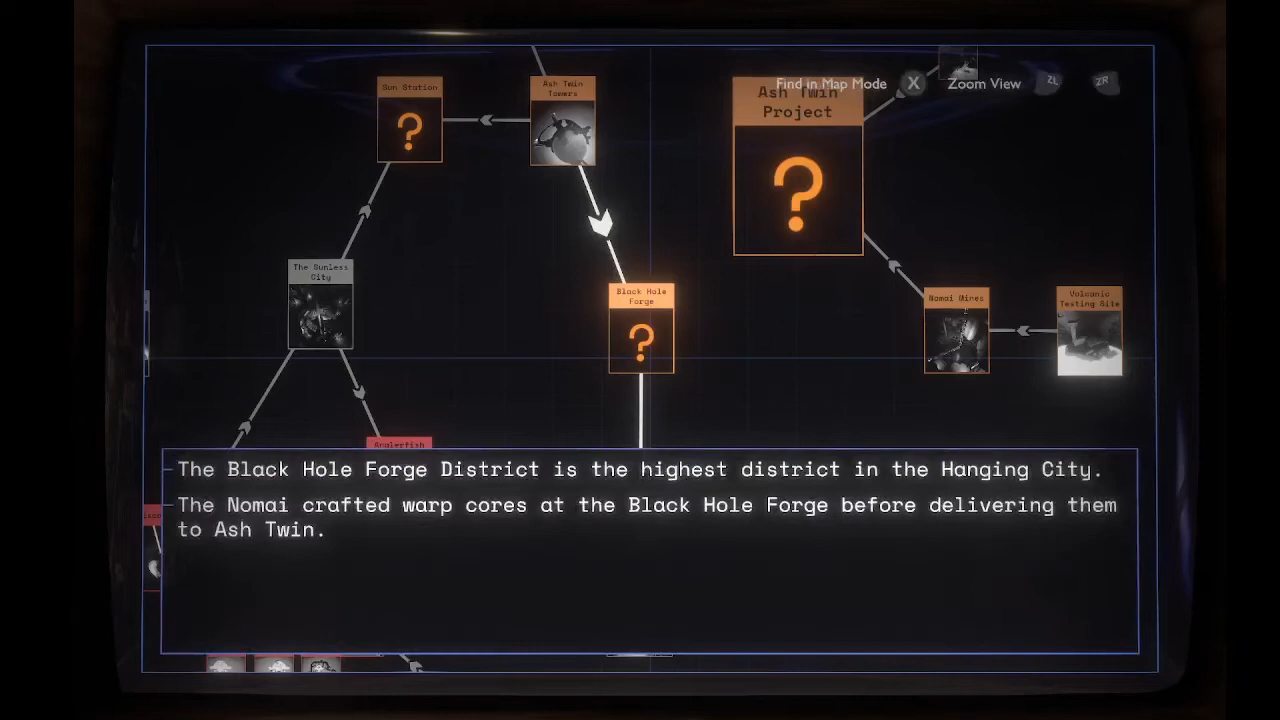 Sun Station
Ash Twin
Towers
Find in Map Mode
X
Zoom View
ZL
ZR
Ash Twin
Project
The Sunless
City
Black Hole
Forge
Nomai Mines
Volcanic
Testing Site
Anglerfish
The Black Hole Forge District is the highest district in the Hanging City.
The Nomai crafted warp cores at the Black Hole Forge before delivering them
to Ash Twin.